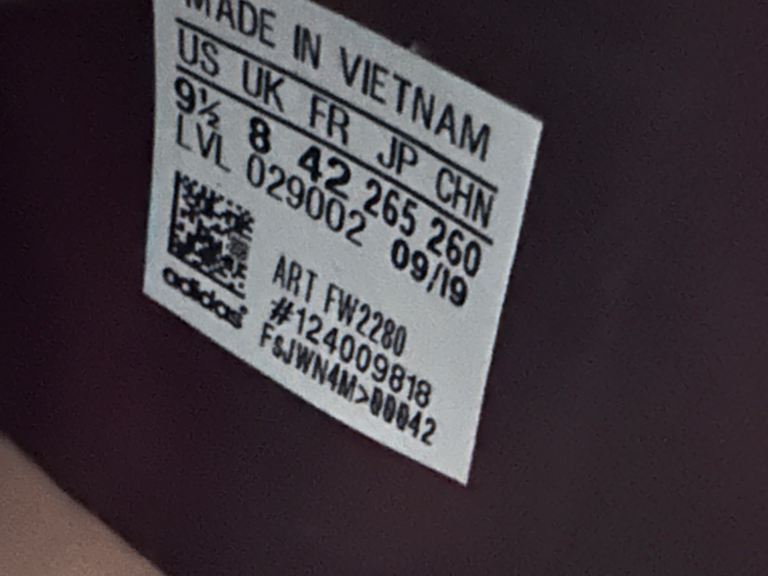 MADE IN VIETNAM
US UK FR JP CHN
9½ 8 42 265 260
LVL 029002 09/19
ART FW2280
#124009818
FsJWN4M>00042
adidas